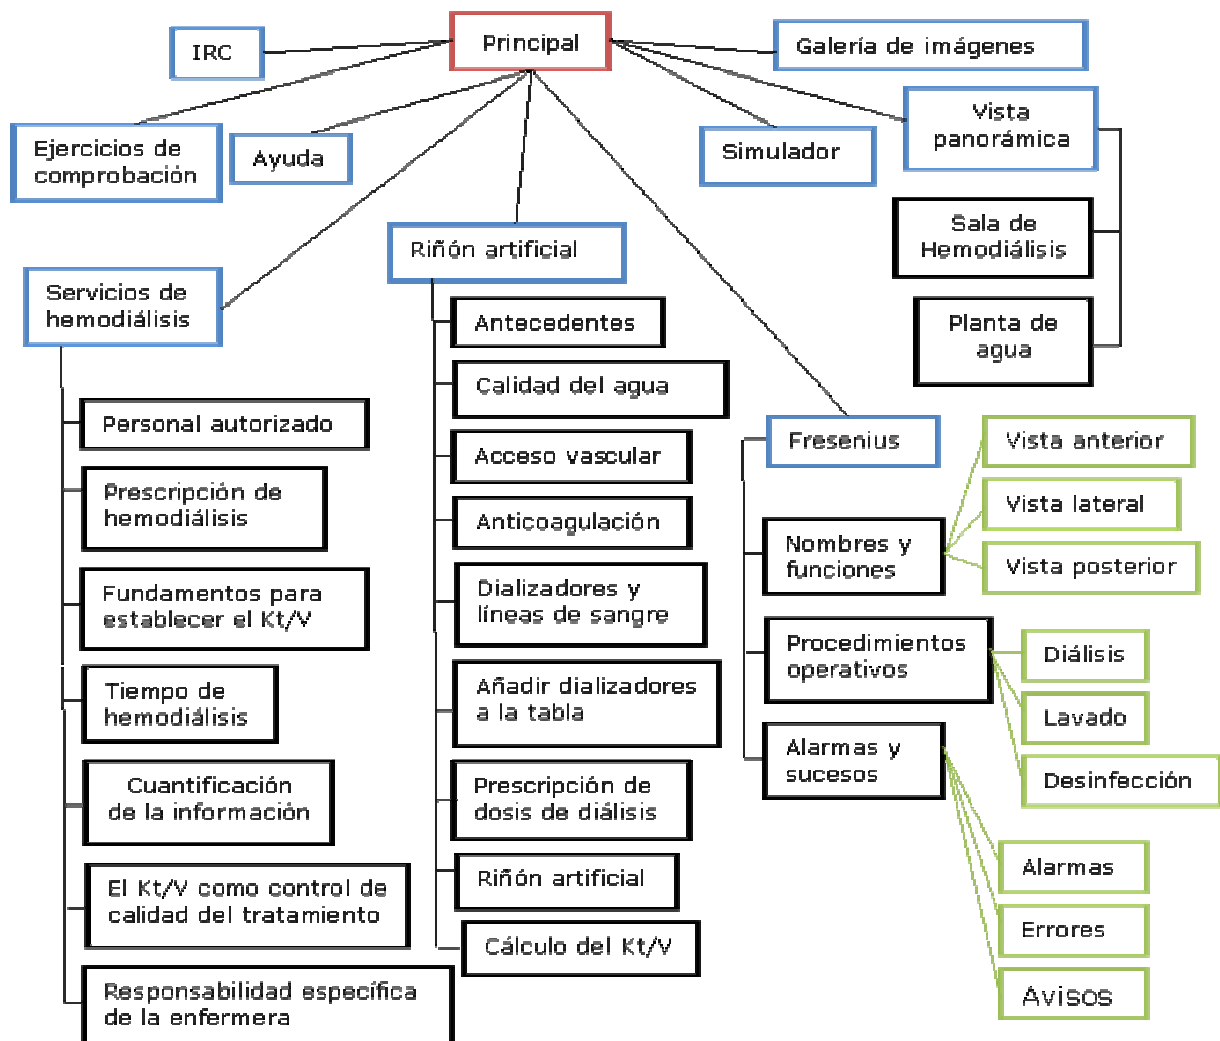 Principal
IRC
Galería de imágenes
Ejercicios de
comprobación
Ayuda
Simulador
Vista
panorámica
Sala de
Hemodiálisis
Planta de
agua
Servicios de
hemodiálisis
Personal autorizado
Prescripción de
hemodiálisis
Fundamentos para
establecer el Kt/V
Tiempo de
hemodiálisis
Cuantificación
de la información
El Kt/V como control de
calidad del tratamiento
Responsabilidad específica
de la enfermera
Riñón artificial
Antecedentes
Calidad del agua
Acceso vascular
Anticoagulación
Dializadores y
líneas de sangre
Añadir dializadores
a la tabla
Prescripción de
dosis de diálisis
Riñón artificial
Cálculo del Kt/V
Fresenius
Nombres y
funciones
Vista anterior
Vista lateral
Vista posterior
Procedimientos
operativos
Diálisis
Lavado
Desinfección
Alarmas y
sucesos
Alarmas
Errores
Avisos